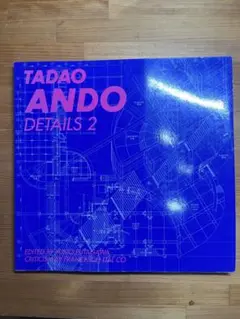 TADAO
ANDO
DETAILS 2
EDITED BY YUKIO FUTAGAWA
CRITICISM BY FRANCESCO DAL CO